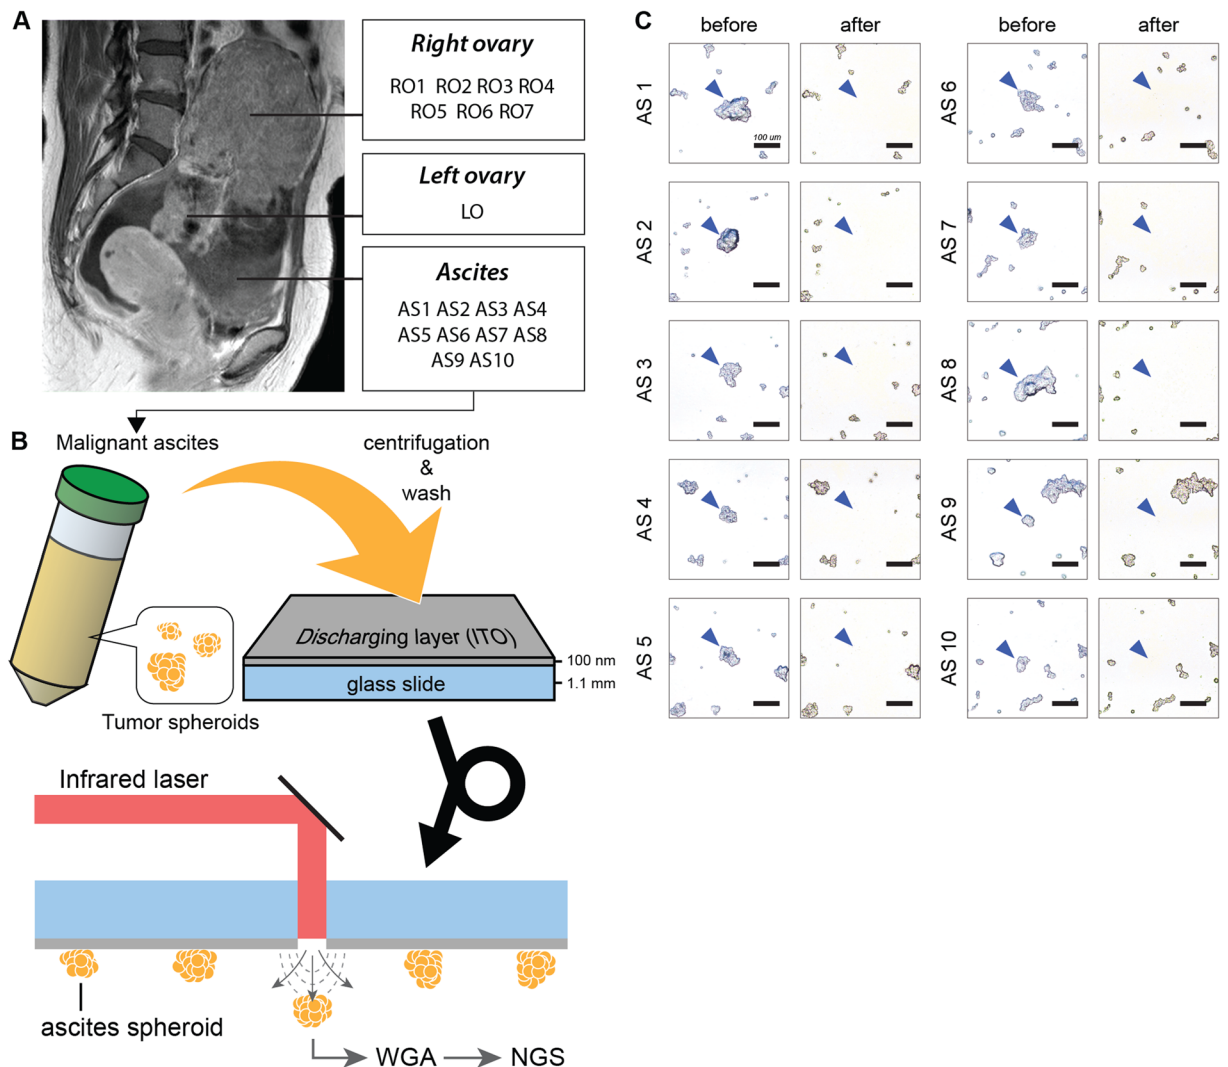 A
Right ovary
RO1 RO2 RO3 RO4
RO5 RO6 RO7
Left ovary
LO
Ascites
AS1 AS2 AS3 AS4
AS5 AS6 AS7 AS8
AS9 AS10
B
Malignant ascites
centrifugation
&
wash
Discharging layer (ITO)
100 nm
glass slide
1.1 mm
Tumor spheroids
Infrared laser
ascites spheroid
WGA
NGS
C
before after before after
AS 1
100 um
AS 6
AS 2
AS 7
AS 3
AS 8
AS 4
AS 9
AS 5
AS 10